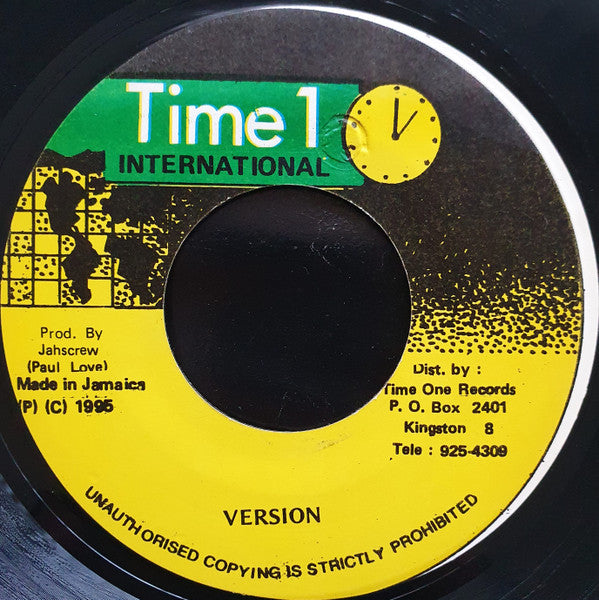 Time 1
INTERNATIONAL
Prod. By
Jahscrew
(Paul Love)
Made in Jamaica
(P) (C) 1995
Dist. by :
Time One Records
P. O. Box 2401
Kingston 8
Tele : 925-4309
VERSION
UNAUTHORISED COPYING IS STRICTLY PROHIBITED